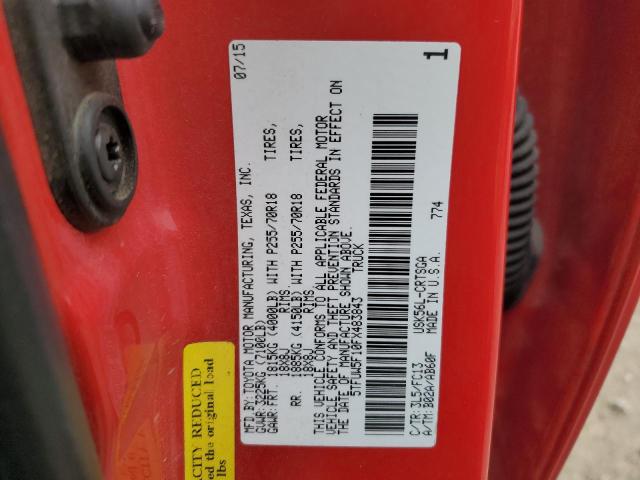 MFD.BY:TOYOTA MOTOR MANUFACTURING, TEXAS, INC. 07/15
GVWR:3225KG (7100LB)
GAWR:FRT. 1815KG (4000LB) WITH P255/70R18 TIRES,
18X8J RIMS,
RR. 1885KG (4150LB) WITH P255/70R18 TIRES,
18X8J RIMS.
THIS VEHICLE CONFORMS TO ALL APPLICABLE FEDERAL MOTOR
VEHICLE SAFETY AND THEFT PREVENTION STANDARDS IN EFFECT ON
THE DATE OF MANUFACTURE SHOWN ABOVE.
5TFUW5F10FX483843 TRUCK
C/TR:3L5/FC13 USK56L-CRTSGA
A/TM:B02A/AB60F MADE IN U.S.A. 774
1
ACITY REDUCED
ed the original load
lbs